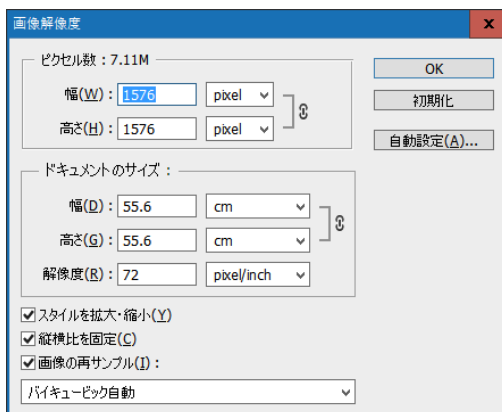 画像解像度
x
ピクセル数：7.11M
幅(W)：1576 pixel
高さ(H)：1576 pixel
OK
初期化
自動設定(A)...
ドキュメントのサイズ：
幅(D)：55.6 cm
高さ(G)：55.6 cm
解像度(R)：72 pixel/inch
スタイルを拡大・縮小(Y)
縦横比を固定(C)
画像の再サンプル(I)：
バイキュービック自動